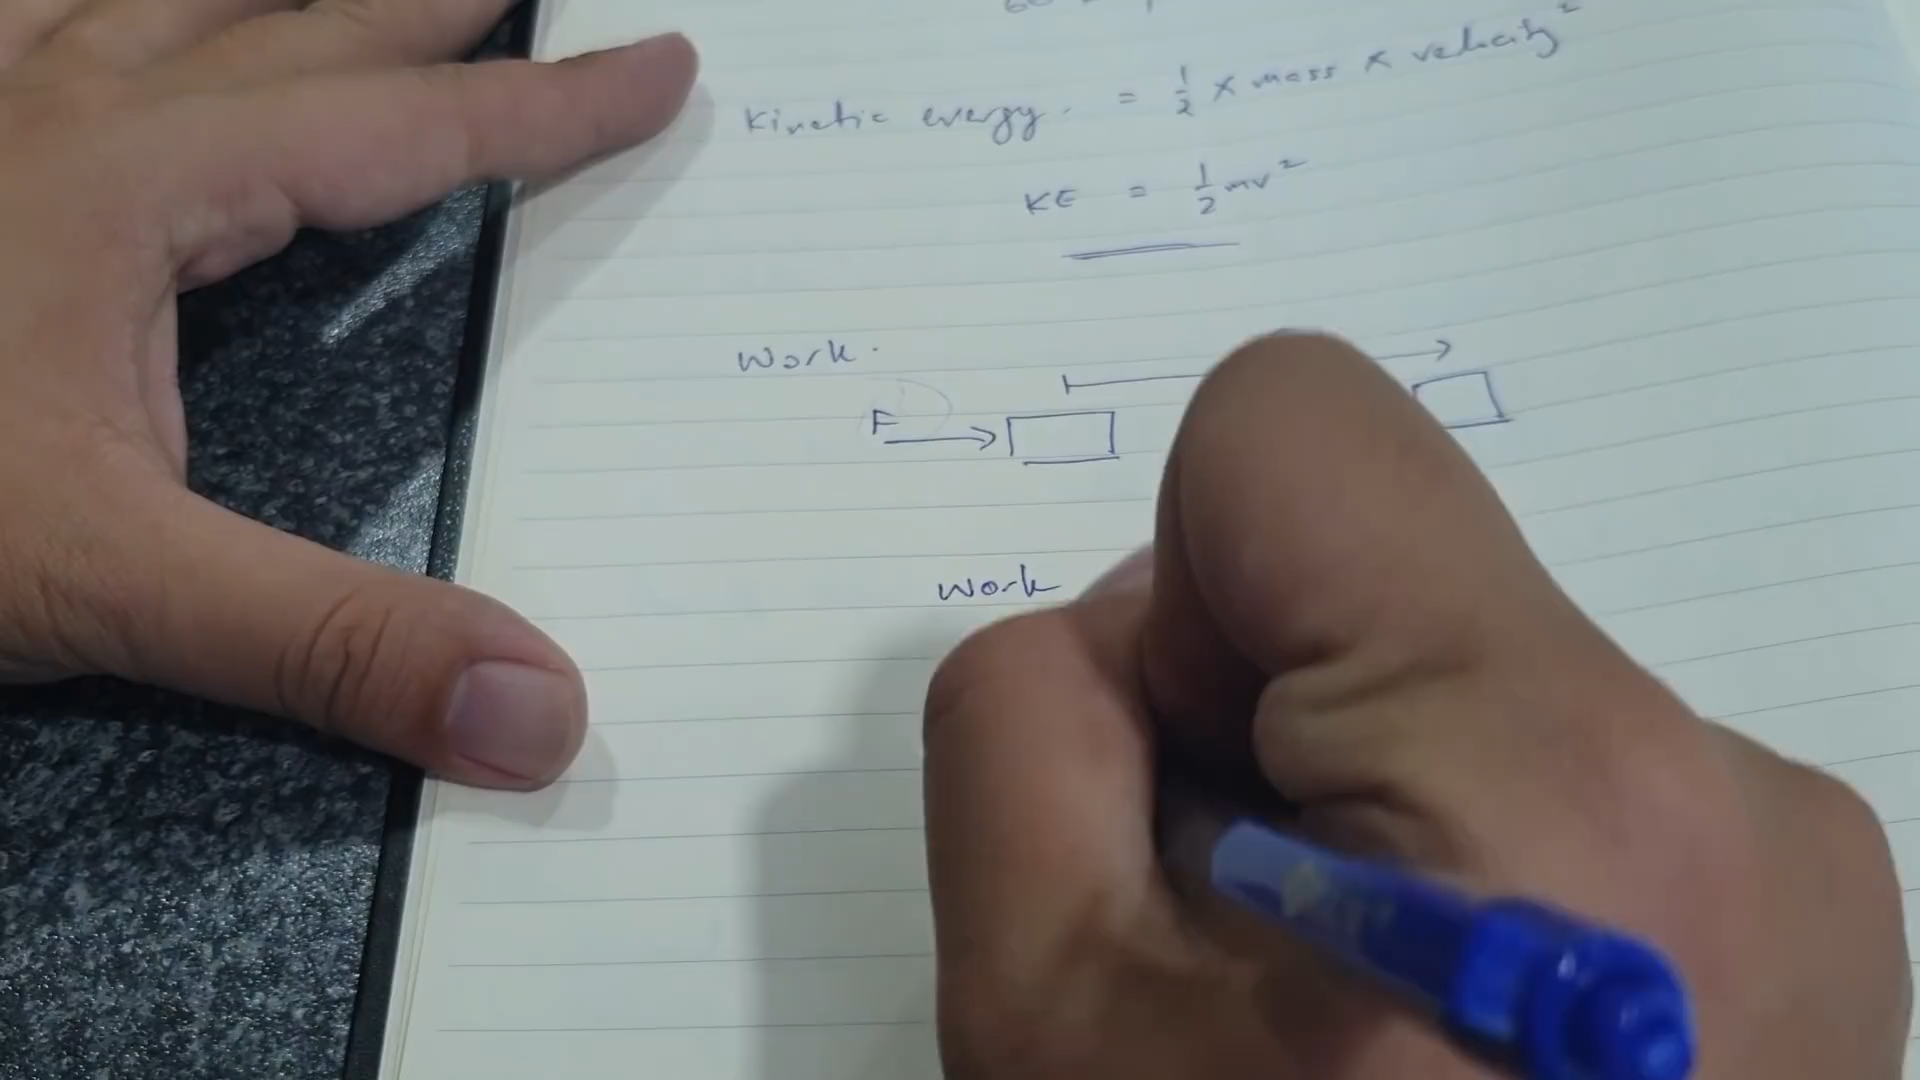 Kinetic energy. = 1/2 x mass x velocity²
KE = 1/2 mv²
Work.
F
Work